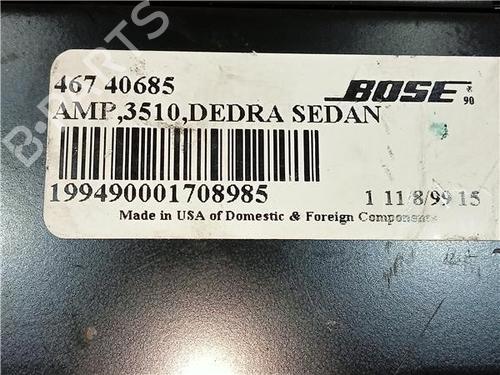 467 40685
BOSE
90
AMP,3510,DEDRA SEDAN
199490001708985
1 11/8/99 15
Made in USA of Domestic & Foreign Components
B-PARTS